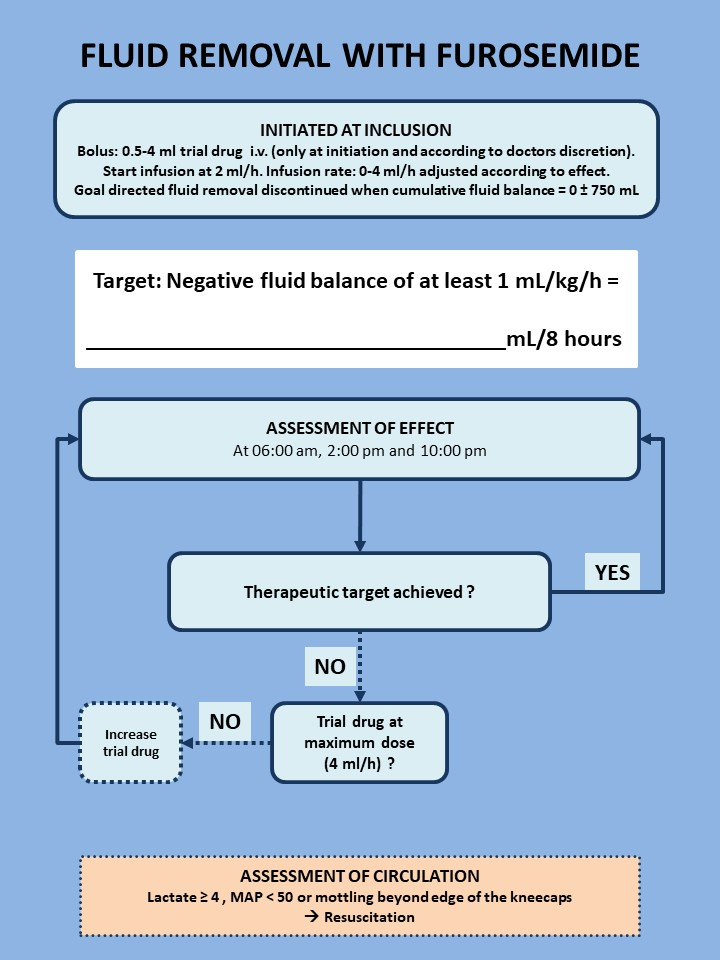 FLUID REMOVAL WITH FUROSEMIDE
INITIATED AT INCLUSION
Bolus: 0.5-4 ml trial drug i.v. (only at initiation and according to doctors discretion).
Start infusion at 2 ml/h. Infusion rate: 0-4 ml/h adjusted according to effect.
Goal directed fluid removal discontinued when cumulative fluid balance = 0 ± 750 mL
Target: Negative fluid balance of at least 1 mL/kg/h =
___________________________________mL/8 hours
ASSESSMENT OF EFFECT
At 06:00 am, 2:00 pm and 10:00 pm
Therapeutic target achieved ?
YES
NO
Trial drug at
maximum dose
(4 ml/h) ?
NO
Increase
trial drug
ASSESSMENT OF CIRCULATION
Lactate ≥ 4 , MAP < 50 or mottling beyond edge of the kneecaps
→ Resuscitation